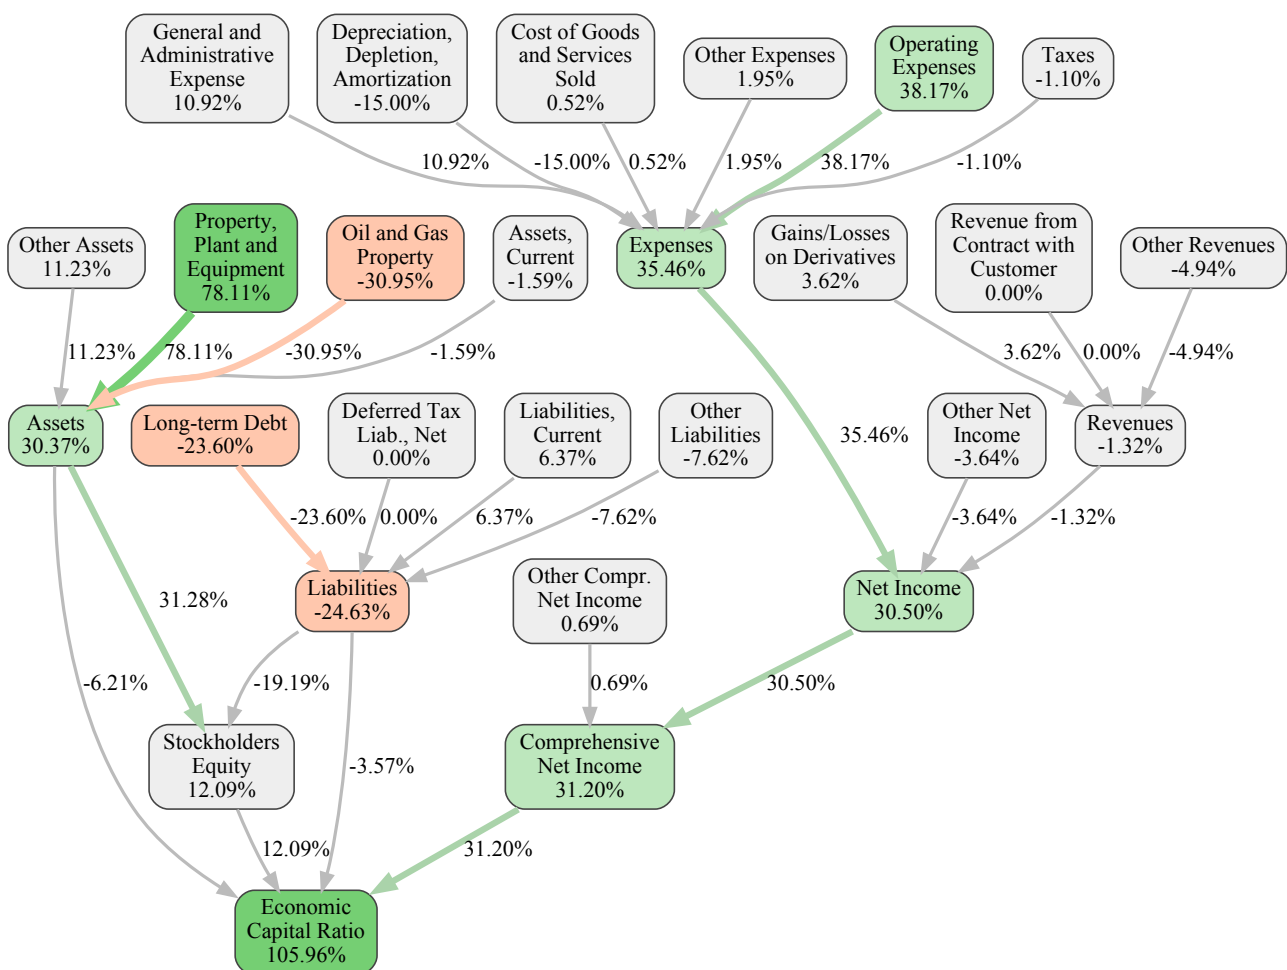 General and
Administrative
Expense
10.92%
Depreciation,
Depletion,
Amortization
-15.00%
Cost of Goods
and Services
Sold
0.52%
Other Expenses
1.95%
Operating
Expenses
38.17%
Taxes
-1.10%
10.92%
-15.00%
0.52%
1.95%
38.17%
-1.10%
Other Assets
11.23%
Property,
Plant and
Equipment
78.11%
Oil and Gas
Property
-30.95%
Assets,
Current
-1.59%
Expenses
35.46%
Gains/Losses
on Derivatives
3.62%
Revenue from
Contract with
Customer
0.00%
Other Revenues
-4.94%
11.23%
78.11%
-30.95%
-1.59%
3.62%
0.00%
-4.94%
Assets
30.37%
Long-term Debt
-23.60%
Deferred Tax
Liab., Net
0.00%
Liabilities,
Current
6.37%
Other
Liabilities
-7.62%
35.46%
Other Net
Income
-3.64%
Revenues
-1.32%
-23.60%
0.00%
6.37%
-7.62%
-3.64%
-1.32%
31.28%
Liabilities
-24.63%
Other Compr.
Net Income
0.69%
Net Income
30.50%
-6.21%
-19.19%
0.69%
30.50%
Stockholders
Equity
12.09%
-3.57%
Comprehensive
Net Income
31.20%
12.09%
31.20%
Economic
Capital Ratio
105.96%